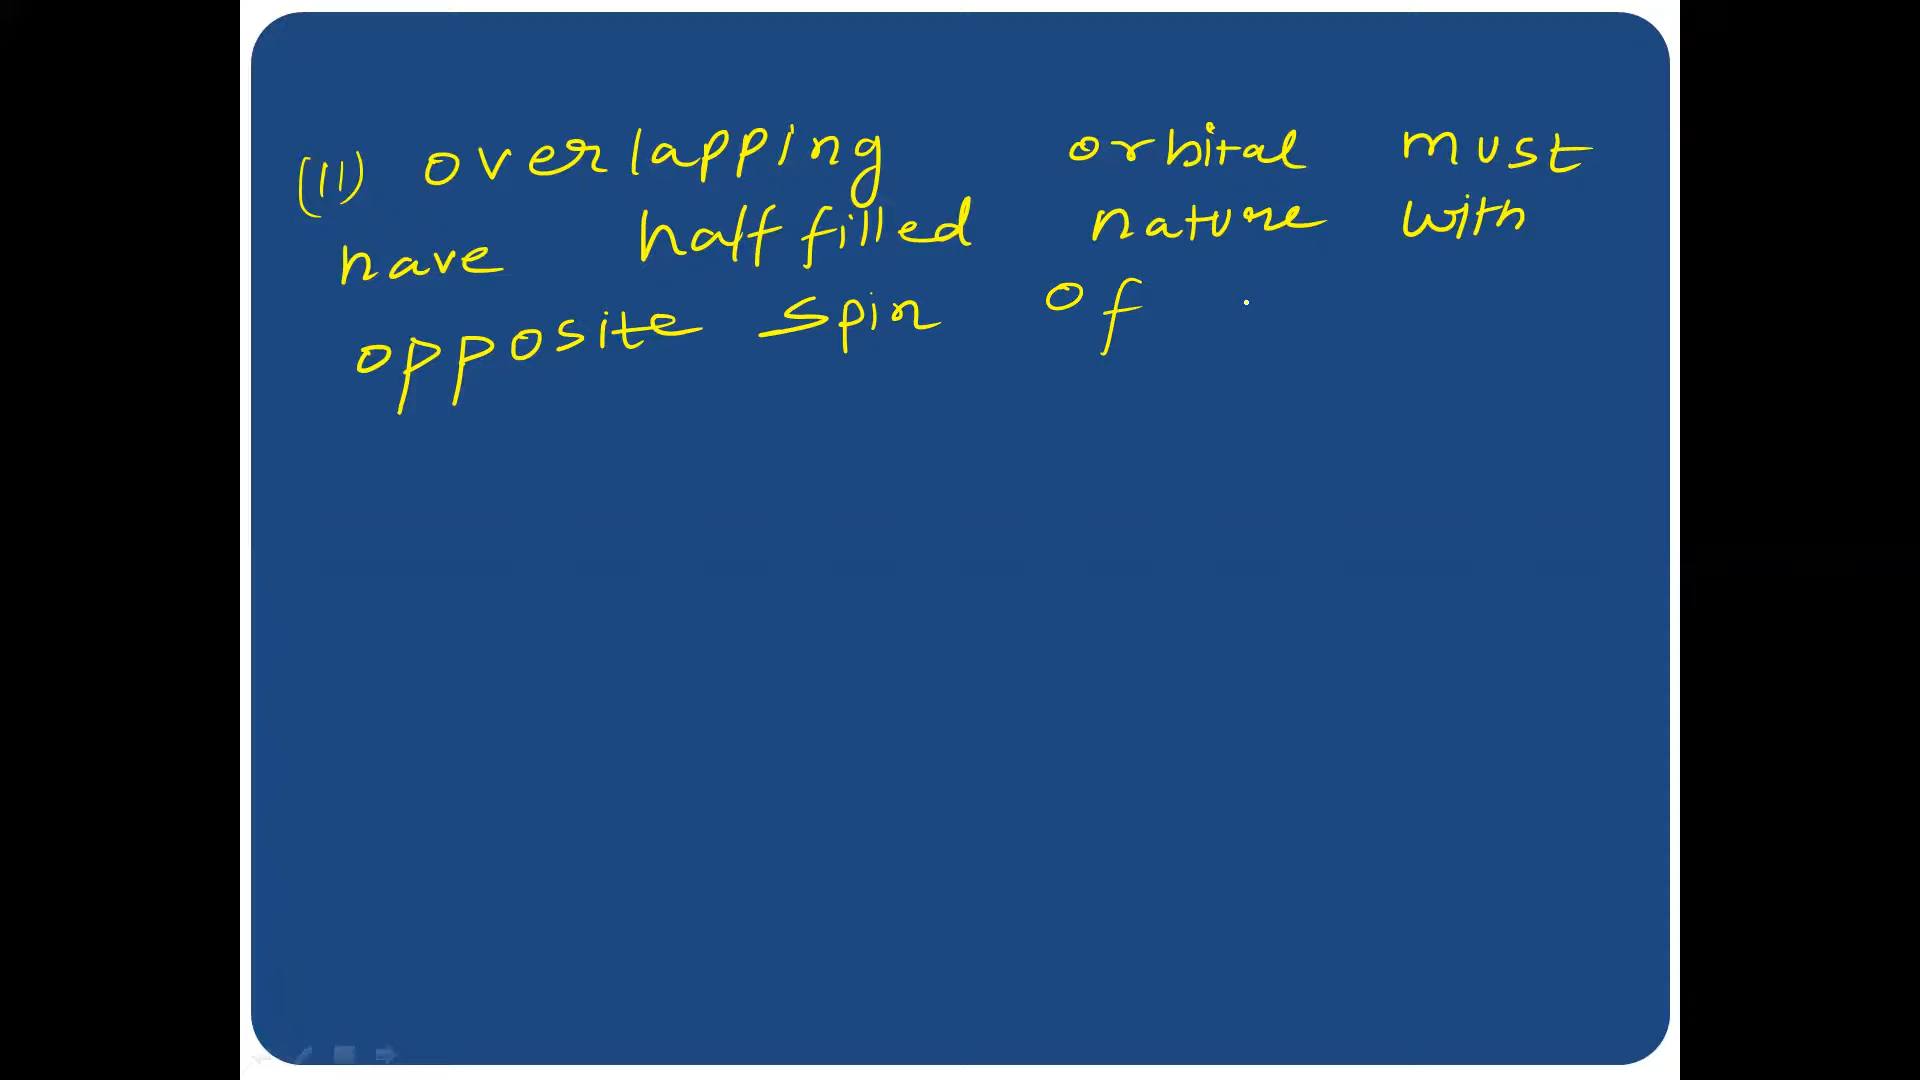 (II) overlapping orbital must
have half filled nature with
opposite spin of